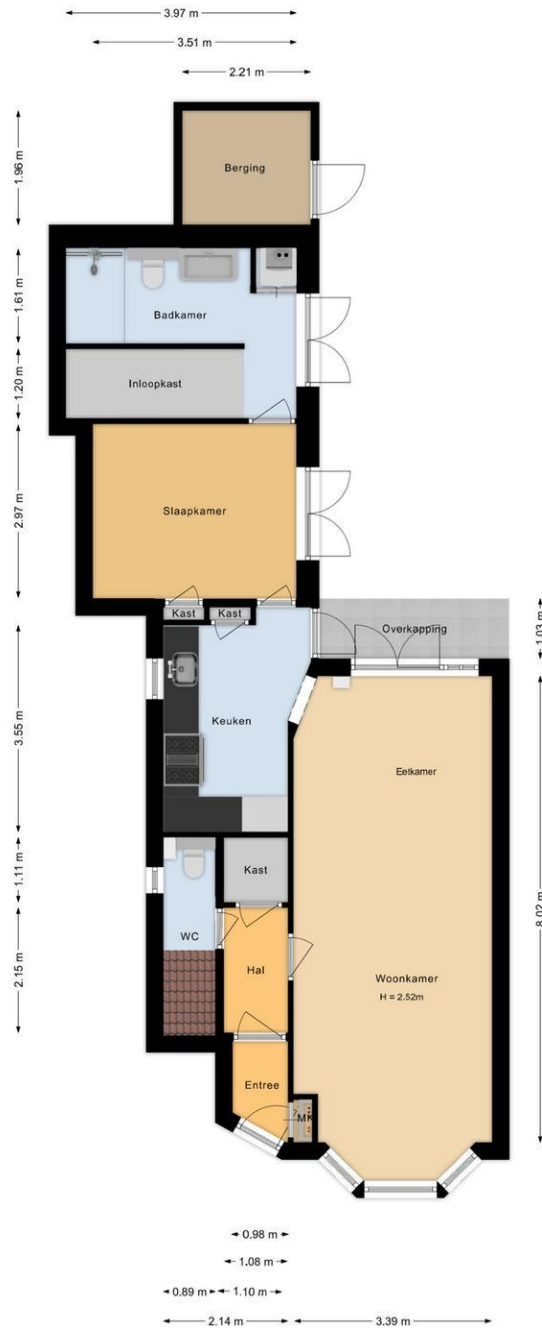 3.97 m
3.51 m
2.21 m
1.96 m
Berging
1.61 m
Badkamer
1.20 m
Inloopkast
2.97 m
Slaapkamer
Kast
Kast
Overkapping
1.03 m
3.55 m
Keuken
Eetkamer
1.11 m
Kast
8.02 m
WC
2.15 m
Hal
Woonkamer
H = 2.52m
Entree
MK
0.98 m
1.08 m
0.89 m
1.10 m
2.14 m
3.39 m